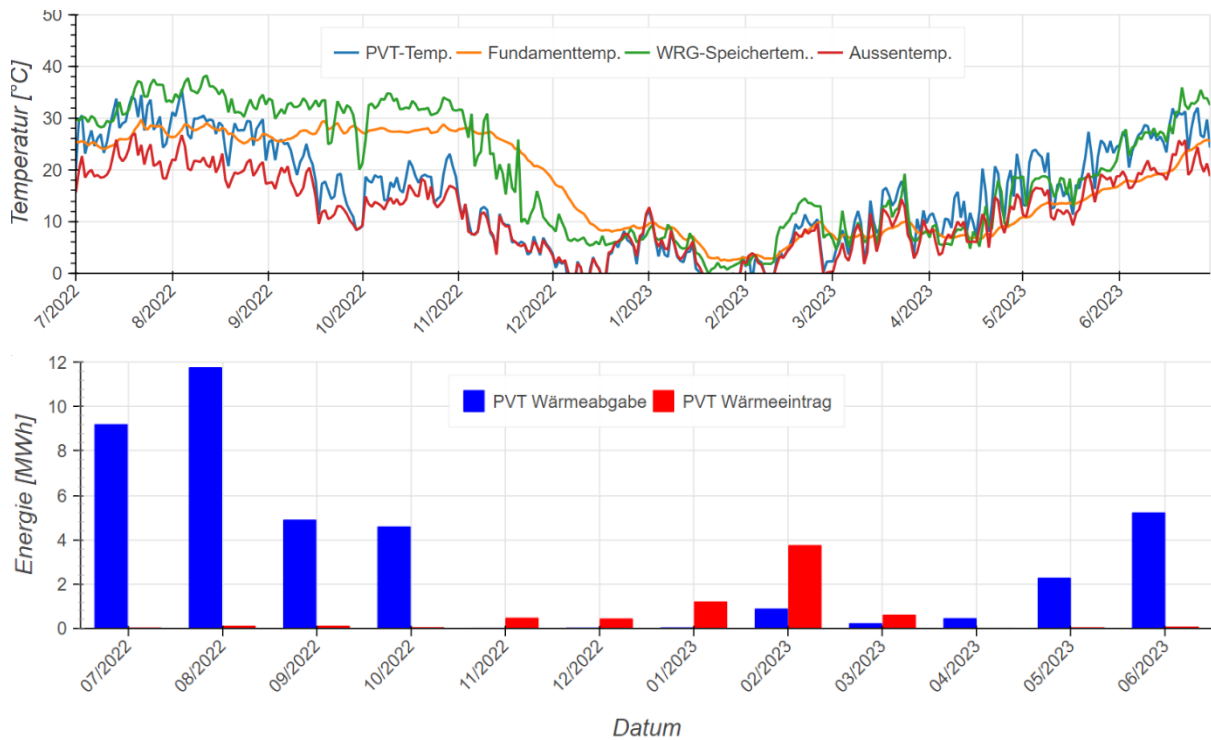 50
40
30
20
10
0
Temperatur [°C]
PVT-Temp. Fundamenttemp. WRG-Speichertem.. Aussentemp.
7/2022 8/2022 9/2022 10/2022 11/2022 12/2022 1/2023 2/2023 3/2023 4/2023 5/2023 6/2023
12
10
8
6
4
2
0
Energie [MWh]
PVT Wärmeabgabe PVT Wärmeeintrag
07/2022 08/2022 09/2022 10/2022 11/2022 12/2022 01/2023 02/2023 03/2023 04/2023 05/2023 06/2023
Datum